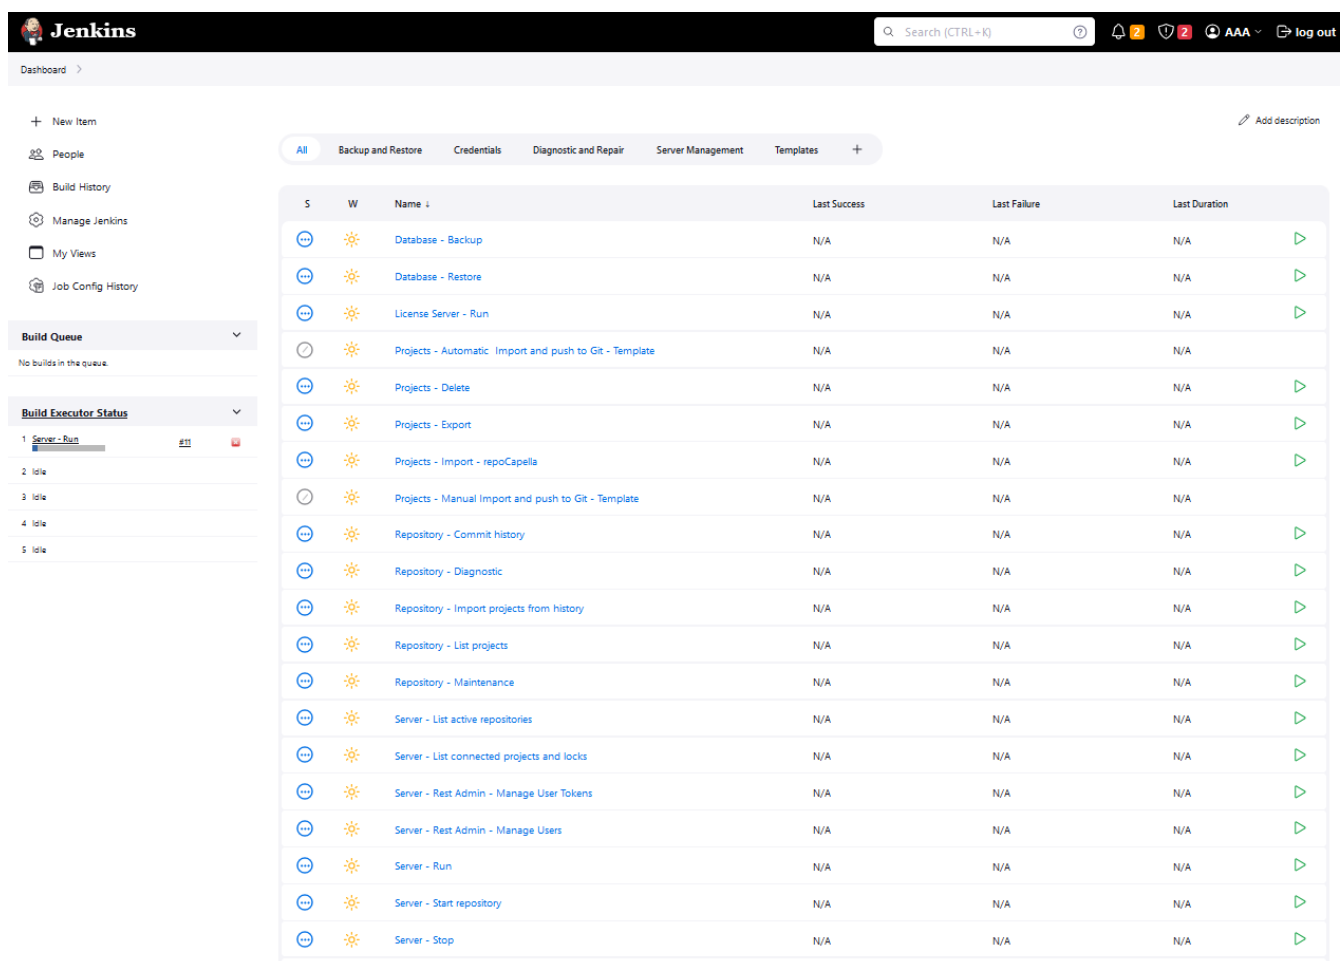 Jenkins
Search (CTRL+K)
2
2
AAA
log out
Dashboard
New Item
People
Build History
Manage Jenkins
My Views
Job Config History
Build Queue
No builds in the queue.
Build Executor Status
1 Server - Run #11
2 Idle
3 Idle
4 Idle
5 Idle
Add description
All Backup and Restore Credentials Diagnostic and Repair Server Management Templates +
S W Name ↓ Last Success Last Failure Last Duration
Database - Backup N/A N/A N/A
Database - Restore N/A N/A N/A
License Server - Run N/A N/A N/A
Projects - Automatic Import and push to Git - Template N/A N/A N/A
Projects - Delete N/A N/A N/A
Projects - Export N/A N/A N/A
Projects - Import - repoCapella N/A N/A N/A
Projects - Manual Import and push to Git - Template N/A N/A N/A
Repository - Commit history N/A N/A N/A
Repository - Diagnostic N/A N/A N/A
Repository - Import projects from history N/A N/A N/A
Repository - List projects N/A N/A N/A
Repository - Maintenance N/A N/A N/A
Server - List active repositories N/A N/A N/A
Server - List connected projects and locks N/A N/A N/A
Server - Rest Admin - Manage User Tokens N/A N/A N/A
Server - Rest Admin - Manage Users N/A N/A N/A
Server - Run N/A N/A N/A
Server - Start repository N/A N/A N/A
Server - Stop N/A N/A N/A